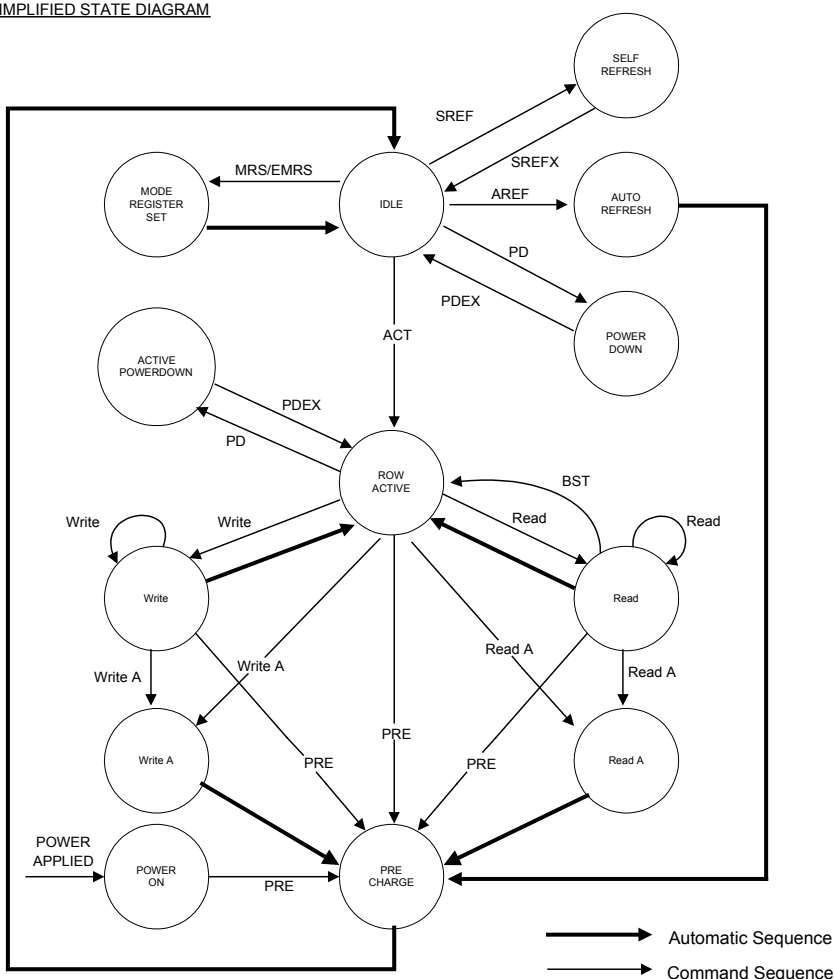 IMPLIFIED STATE DIAGRAM
SELF
REFRESH
SREF
SREFX
MODE
REGISTER
SET
MRS/EMRS
IDLE
AREF
AUTO
REFRESH
PD
PDEX
POWER
DOWN
ACT
ACTIVE
POWERDOWN
PDEX
PD
ROW
ACTIVE
BST
Write
Write
Read
Read
Write
Read
Write A
Write A
Read A
Read A
Write A
PRE
PRE
PRE
Read A
POWER
APPLIED
POWER
ON
PRE
PRE
CHARGE
Automatic Sequence
Command Sequence